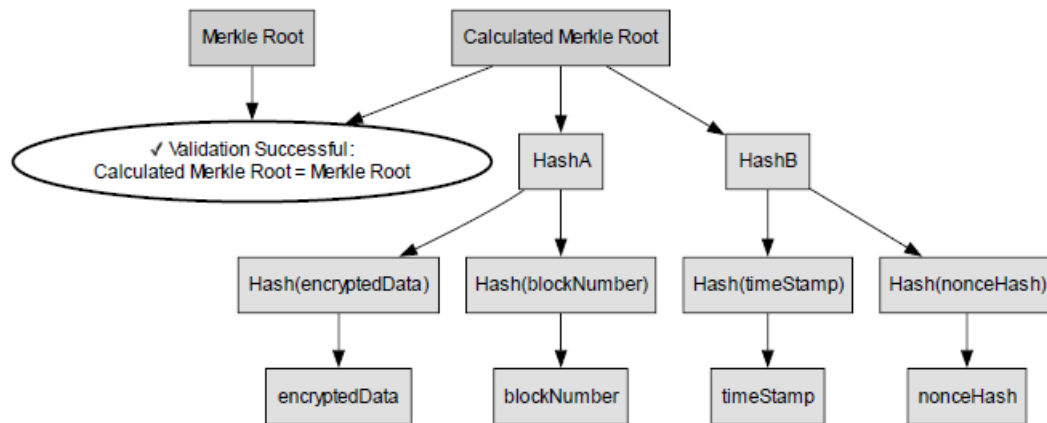 Merkle Root
Calculated Merkle Root
✓ Validation Successful:
Calculated Merkle Root = Merkle Root
HashA
HashB
Hash(encryptedData)
Hash(blockNumber)
Hash(timeStamp)
Hash(nonceHash)
encryptedData
blockNumber
timeStamp
nonceHash